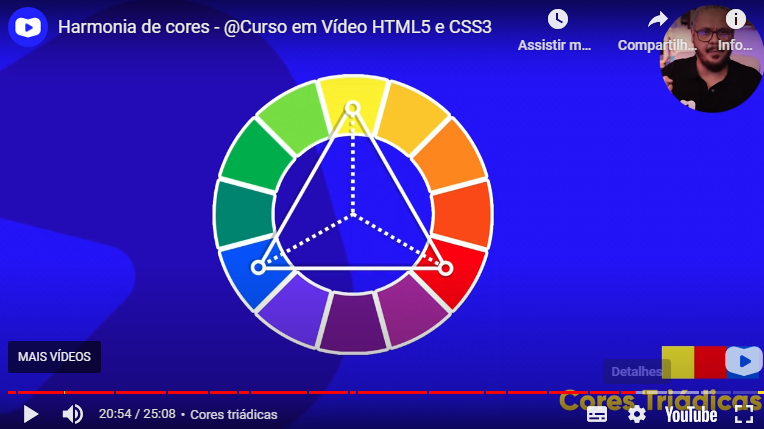 Harmonia de cores - @Curso em Vídeo HTML5 e CSS3
Assistir m...
Compartilh...
Info...
MAIS VÍDEOS
Detalhes
Cores Triádicas
20:54 / 25:08 • Cores triádicas
YouTube